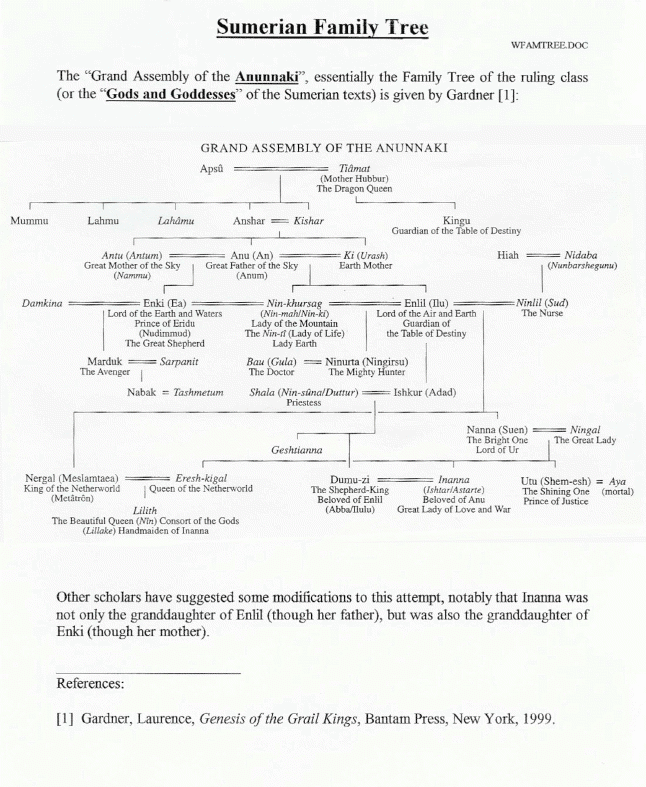 Sumerian Family Tree
WFAMTREE.DOC
The “Grand Assembly of the Anunnaki”, essentially the Family Tree of the ruling class
(or the “Gods and Goddesses” of the Sumerian texts) is given by Gardner [1]:
GRAND ASSEMBLY OF THE ANUNNAKI
Apsû Tiâmat
(Mother Hubbur)
The Dragon Queen
Mummu Lahmu Lahâmu Anshar = Kishar Kingu
Guardian of the Table of Destiny
Antu (Antum) Anu (An) Ki (Urash) Hiah Nidaba
Great Mother of the Sky Great Father of the Sky Earth Mother (Nunbarshegunu)
(Nammu) (Anum)
Damkina Enki (Ea) Nin-khursag Enlil (Ilu) Ninlil (Sud)
Lord of the Earth and Waters (Nin-mah/Nin-ki) Lord of the Air and Earth The Nurse
Prince of Eridu Lady of the Mountain Guardian of
(Nudimmud) The Nin-tî (Lady of Life) the Table of Destiny
The Great Shepherd Lady Earth
Marduk Sarpanit Bau (Gula) = Ninurta (Ningirsu)
The Avenger The Doctor The Mighty Hunter
Nabak = Tashmetum Shala (Nin-sûna/Duttur) Ishkur (Adad)
Priestess
Nanna (Suen) Ningal
The Bright One The Great Lady
Lord of Ur
Geshtianna
Nergal (Meslamtaea) Eresh-kigal Dumu-zi Inanna Utu (Shem-esh) = Aya
King of the Netherworld Queen of the Netherworld The Shepherd-King (Ishtar/Astarte) The Shining One (mortal)
(Metâtrôn) Beloved of Enlil Beloved of Anu Prince of Justice
Lilith (Abba/Ilulu) Great Lady of Love and War
The Beautiful Queen (Nîn) Consort of the Gods
(Lillake) Handmaiden of Inanna
Other scholars have suggested some modifications to this attempt, notably that Inanna was
not only the granddaughter of Enlil (though her father), but was also the granddaughter of
Enki (though her mother).
References:
[1] Gardner, Laurence, Genesis of the Grail Kings, Bantam Press, New York, 1999.